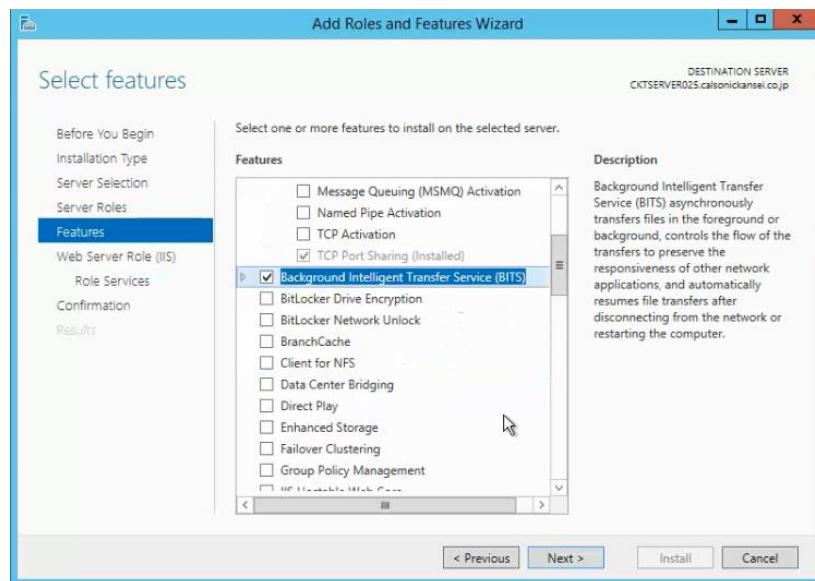 Add Roles and Features Wizard
Select features
DESTINATION SERVER
CKTSERVER025.calsonickansei.co.jp
Before You Begin
Installation Type
Server Selection
Server Roles
Features
Web Server Role (IIS)
Role Services
Confirmation
Results
Select one or more features to install on the selected server.
Features
Message Queuing (MSMQ) Activation
Named Pipe Activation
TCP Activation
TCP Port Sharing (Installed)
Background Intelligent Transfer Service (BITS)
BitLocker Drive Encryption
BitLocker Network Unlock
BranchCache
Client for NFS
Data Center Bridging
Direct Play
Enhanced Storage
Failover Clustering
Group Policy Management
Description
Background Intelligent Transfer
Service (BITS) asynchronously
transfers files in the foreground or
background, controls the flow of the
transfers to preserve the
responsiveness of other network
applications, and automatically
resumes file transfers after
disconnecting from the network or
restarting the computer.
< Previous
Next >
Install
Cancel